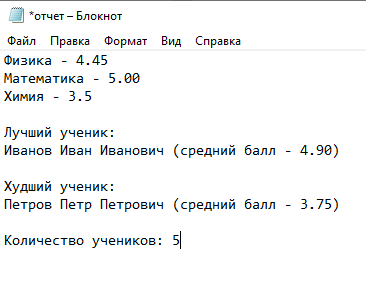 *отчет – Блокнот
Файл Правка Формат Вид Справка
Физика - 4.45
Математика - 5.00
Химия - 3.5
Лучший ученик:
Иванов Иван Иванович (средний балл - 4.90)
Худший ученик:
Петров Петр Петрович (средний балл - 3.75)
Количество учеников: 5